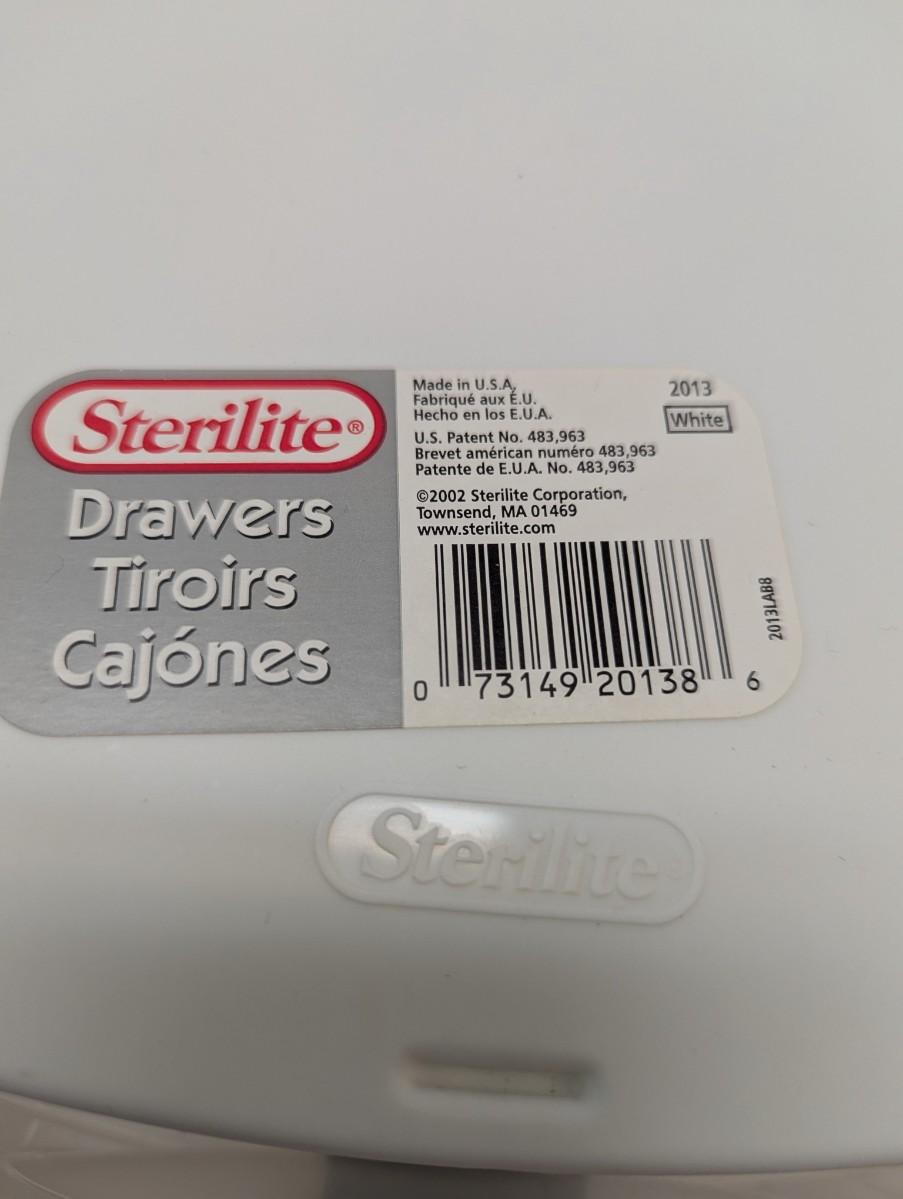 Sterilite®
Drawers
Tiroirs
Cajónes
Made in U.S.A.
Fabriqué aux É.U.
Hecho en los E.U.A.
U.S. Patent No. 483,963
Brevet américan numéro 483,963
Patente de E.U.A. No. 483,963
©2002 Sterilite Corporation,
Townsend, MA 01469
www.sterilite.com
2013
White
0 73149 20138 6
2013LAB8
Sterilite